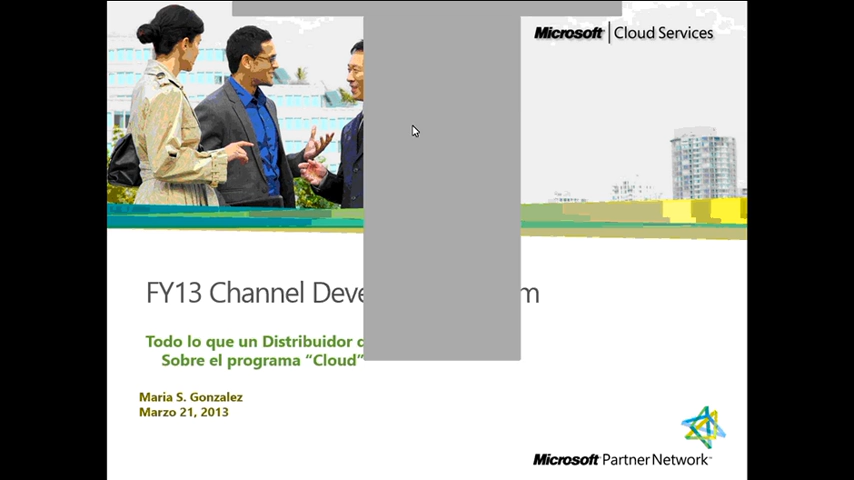 Microsoft | Cloud Services
FY13 Channel
Todo lo que un Distribuidor
Sobre el programa “Cloud”
Maria S. Gonzalez
Marzo 21, 2013
Microsoft Partner Network